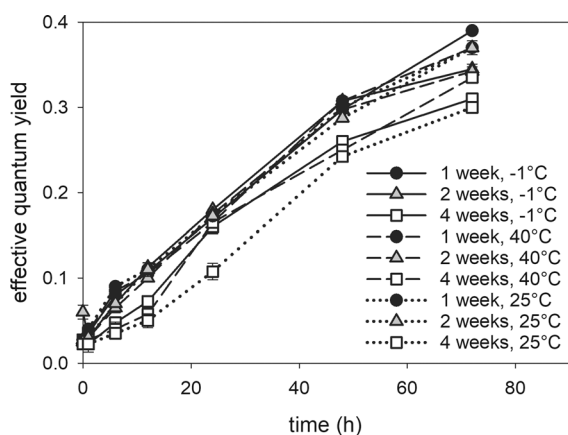 0.4
0.3
0.2
0.1
0.0
effective quantum yield
1 week, -1°C
2 weeks, -1°C
4 weeks, -1°C
1 week, 40°C
2 weeks, 40°C
4 weeks, 40°C
1 week, 25°C
2 weeks, 25°C
4 weeks, 25°C
0 20 40 60 80
time (h)